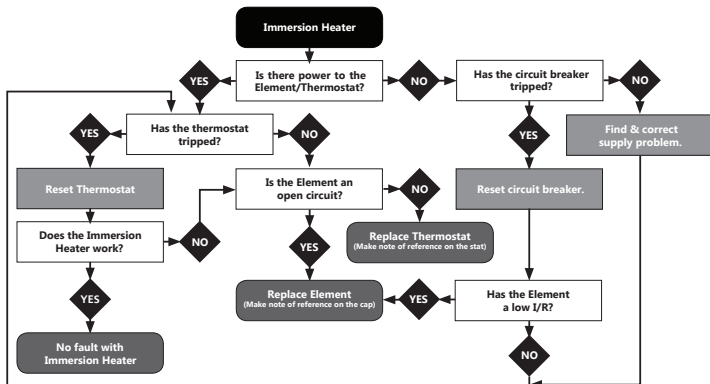 Immersion Heater
YES
Is there power to the
Element/Thermostat?
NO
Has the circuit breaker
tripped?
NO
YES
Has the thermostat
tripped?
NO
YES
Find & correct
supply problem.
Reset Thermostat
Is the Element an
open circuit?
NO
Reset circuit breaker.
Does the Immersion
Heater work?
NO
YES
Replace Thermostat
(Make note of reference on the stat)
YES
Replace Element
(Make note of reference on the cap)
YES
Has the Element
a low I/R?
No fault with
Immersion Heater
NO